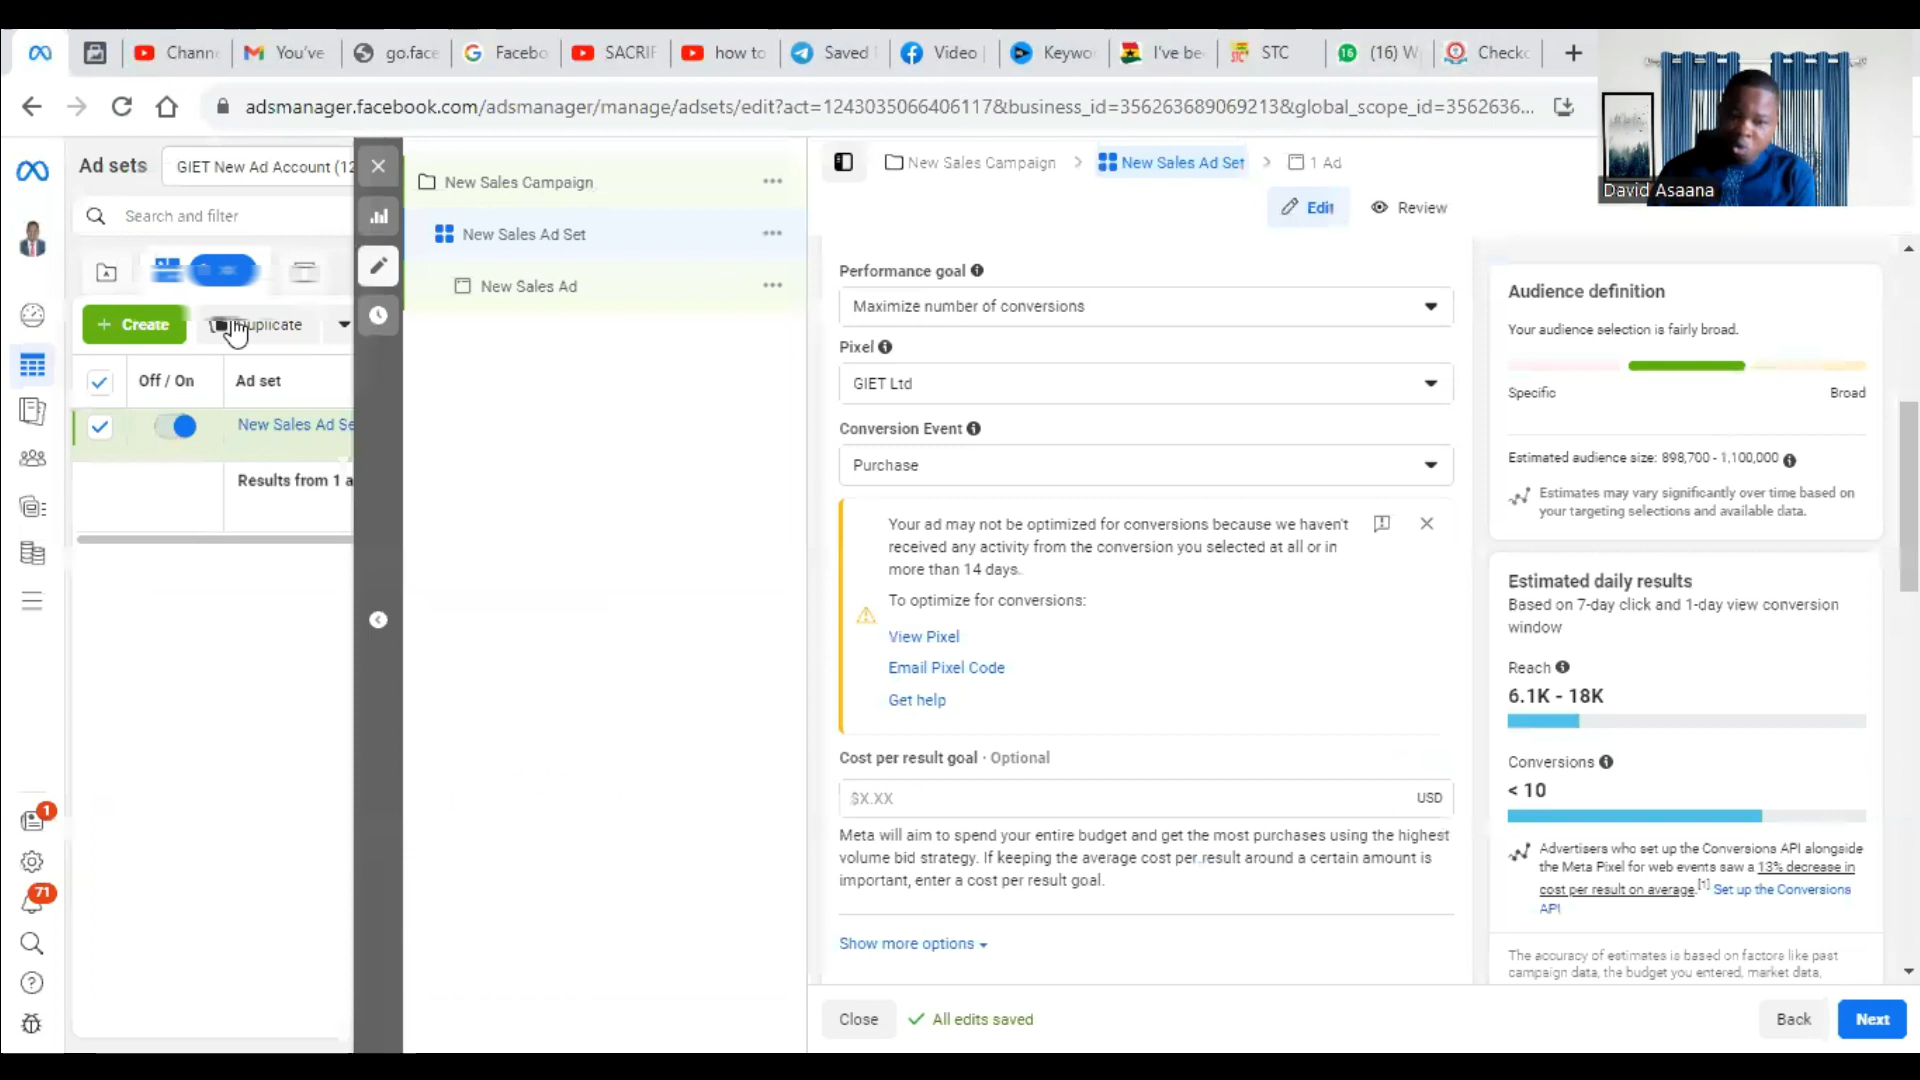 Chann
You've
go.face
Facebo
SACRIF
how to
Saved
Video
Keywo
I've be
STC
(16) W
Checkc
adsmanager.facebook.com/adsmanager/manage/adsets/edit?act=1243035066406117&business_id=356263689069213&global_scope_id=3562636...
David Asaana
Ad sets
GIET New Ad Account (12
Search and filter
+ Create
Duplicate
Off / On
Ad set
New Sales Ad Se
Results from 1 a
1
71
New Sales Campaign
New Sales Ad Set
New Sales Ad
New Sales Campaign > New Sales Ad Set > 1 Ad
Edit
Review
Performance goal
Maximize number of conversions
Pixel
GIET Ltd
Conversion Event
Purchase
Your ad may not be optimized for conversions because we haven't
received any activity from the conversion you selected at all or in
more than 14 days.
To optimize for conversions:
View Pixel
Email Pixel Code
Get help
Cost per result goal · Optional
$X.XX
USD
Meta will aim to spend your entire budget and get the most purchases using the highest
volume bid strategy. If keeping the average cost per result around a certain amount is
important, enter a cost per result goal.
Show more options
Close
All edits saved
Back
Next
Audience definition
Your audience selection is fairly broad.
Specific
Broad
Estimated audience size: 898,700 - 1,100,000
Estimates may vary significantly over time based on
your targeting selections and available data.
Estimated daily results
Based on 7-day click and 1-day view conversion
window
Reach
6.1K - 18K
Conversions
< 10
Advertisers who set up the Conversions API alongside
the Meta Pixel for web events saw a 13% decrease in
cost per result on average.[1] Set up the Conversions
API
The accuracy of estimates is based on factors like past
campaign data, the budget you entered, market data,